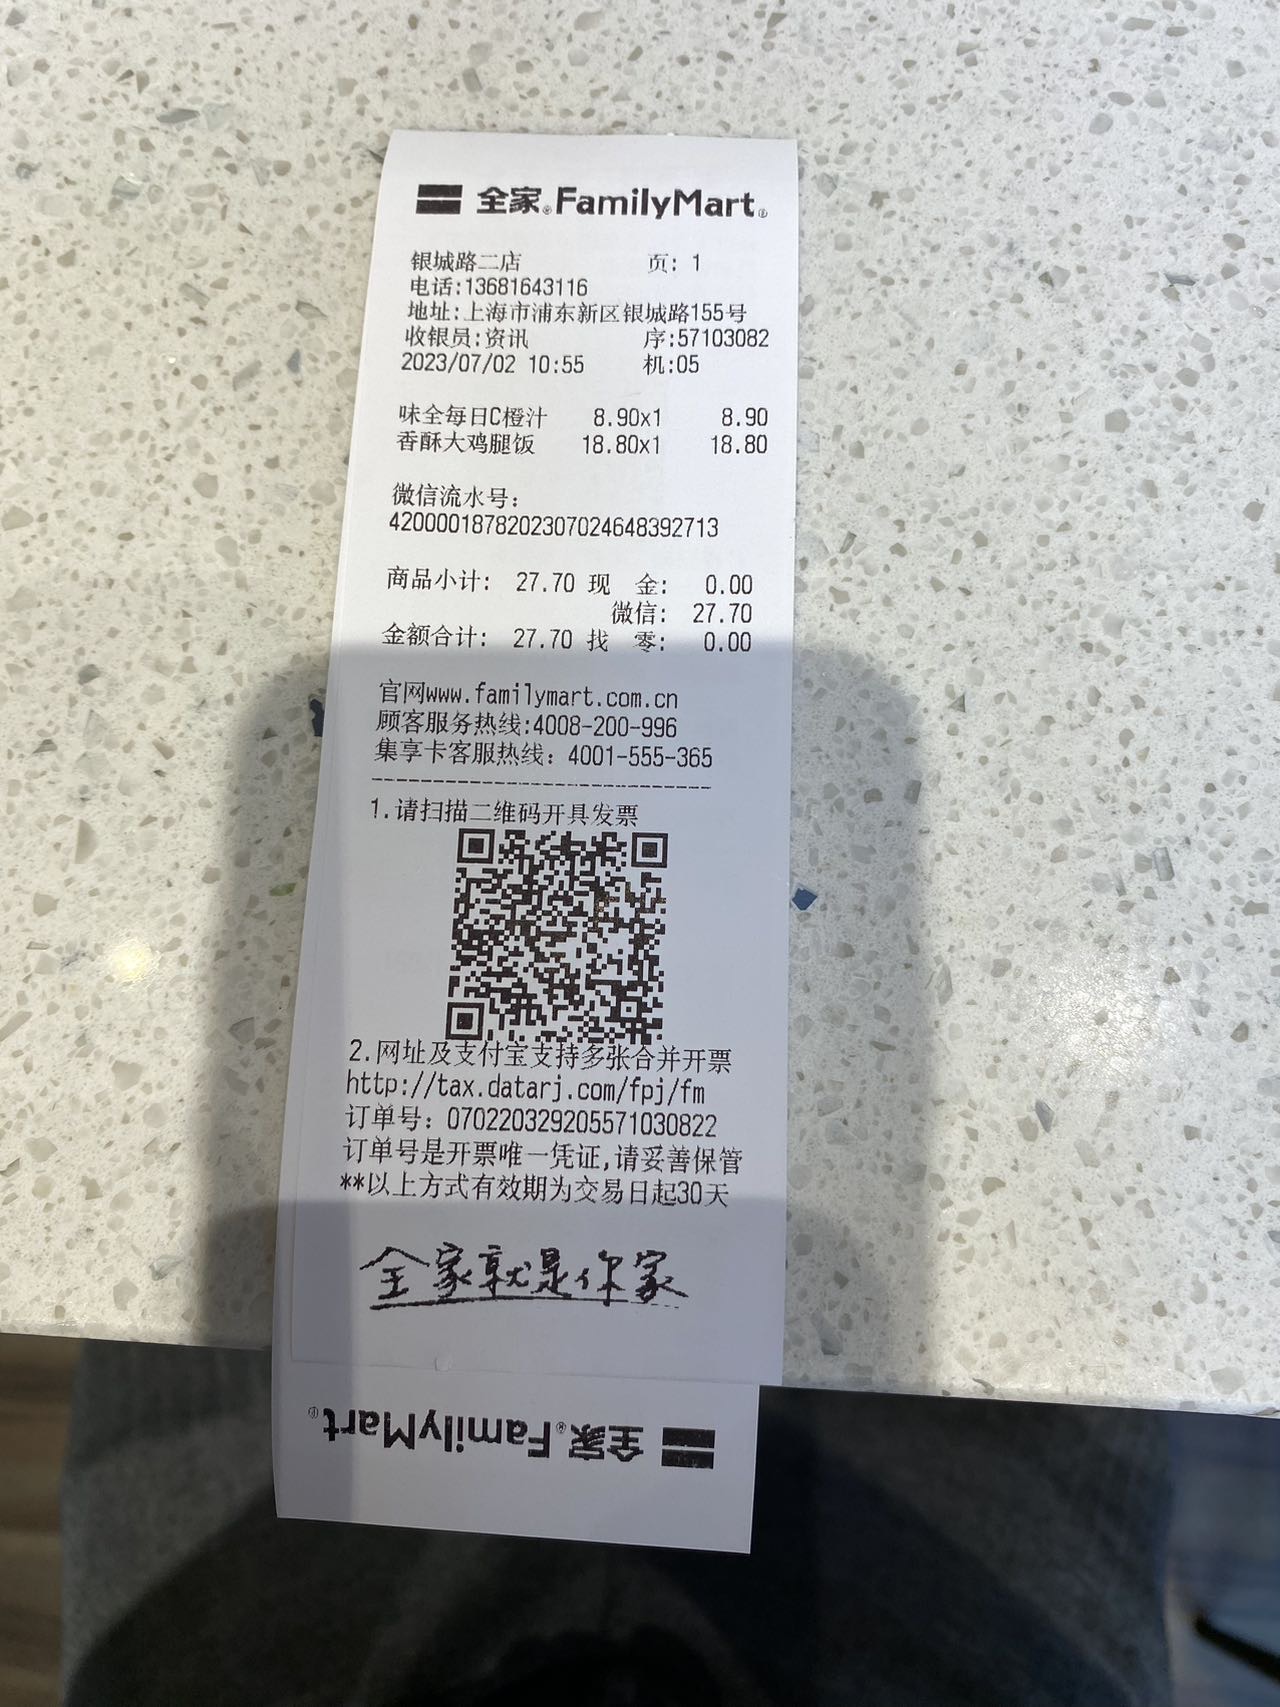 全家 FamilyMart
银城路二店 页: 1
电话:13681643116
地址:上海市浦东新区银城路155号
收银员:资讯 序:57103082
2023/07/02 10:55 机:05
味全每日C橙汁 8.90x1 8.90
香酥大鸡腿饭 18.80x1 18.80
微信流水号:
4200001878202307024648392713
商品小计: 27.70 现 金: 0.00
微信: 27.70
金额合计: 27.70 找 零: 0.00
官网www.familymart.com.cn
顾客服务热线:4008-200-996
集享卡客服热线: 4001-555-365
1.请扫描二维码开具发票
2.网址及支付宝支持多张合并开票
http://tax.datarj.com/fpj/fm
订单号: 070220329205571030822
订单号是开票唯一凭证,请妥善保管
**以上方式有效期为交易日起30天
全家就是你家
全家 FamilyMart